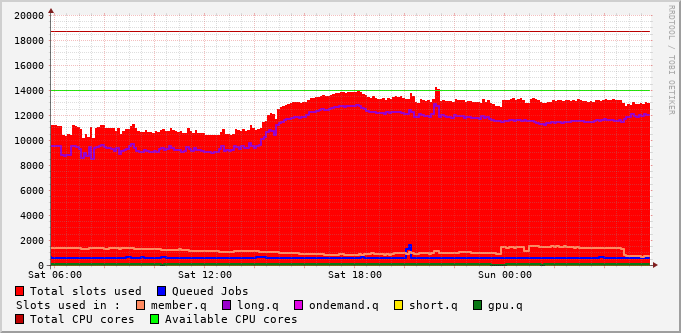 RRDTOOL / TOBI OETIKER
20000
18000
16000
14000
12000
10000
8000
6000
4000
2000
0
Sat 06:00 Sat 12:00 Sat 18:00 Sun 00:00
Total slots used Queued Jobs
Slots used in : member.q long.q ondemand.q short.q gpu.q
Total CPU cores Available CPU cores